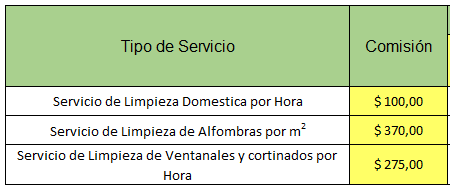 Tipo de Servicio Comisión
Servicio de Limpieza Domestica por Hora $ 100,00
Servicio de Limpieza de Alfombras por m² $ 370,00
Servicio de Limpieza de Ventanales y cortinados por
Hora $ 275,00